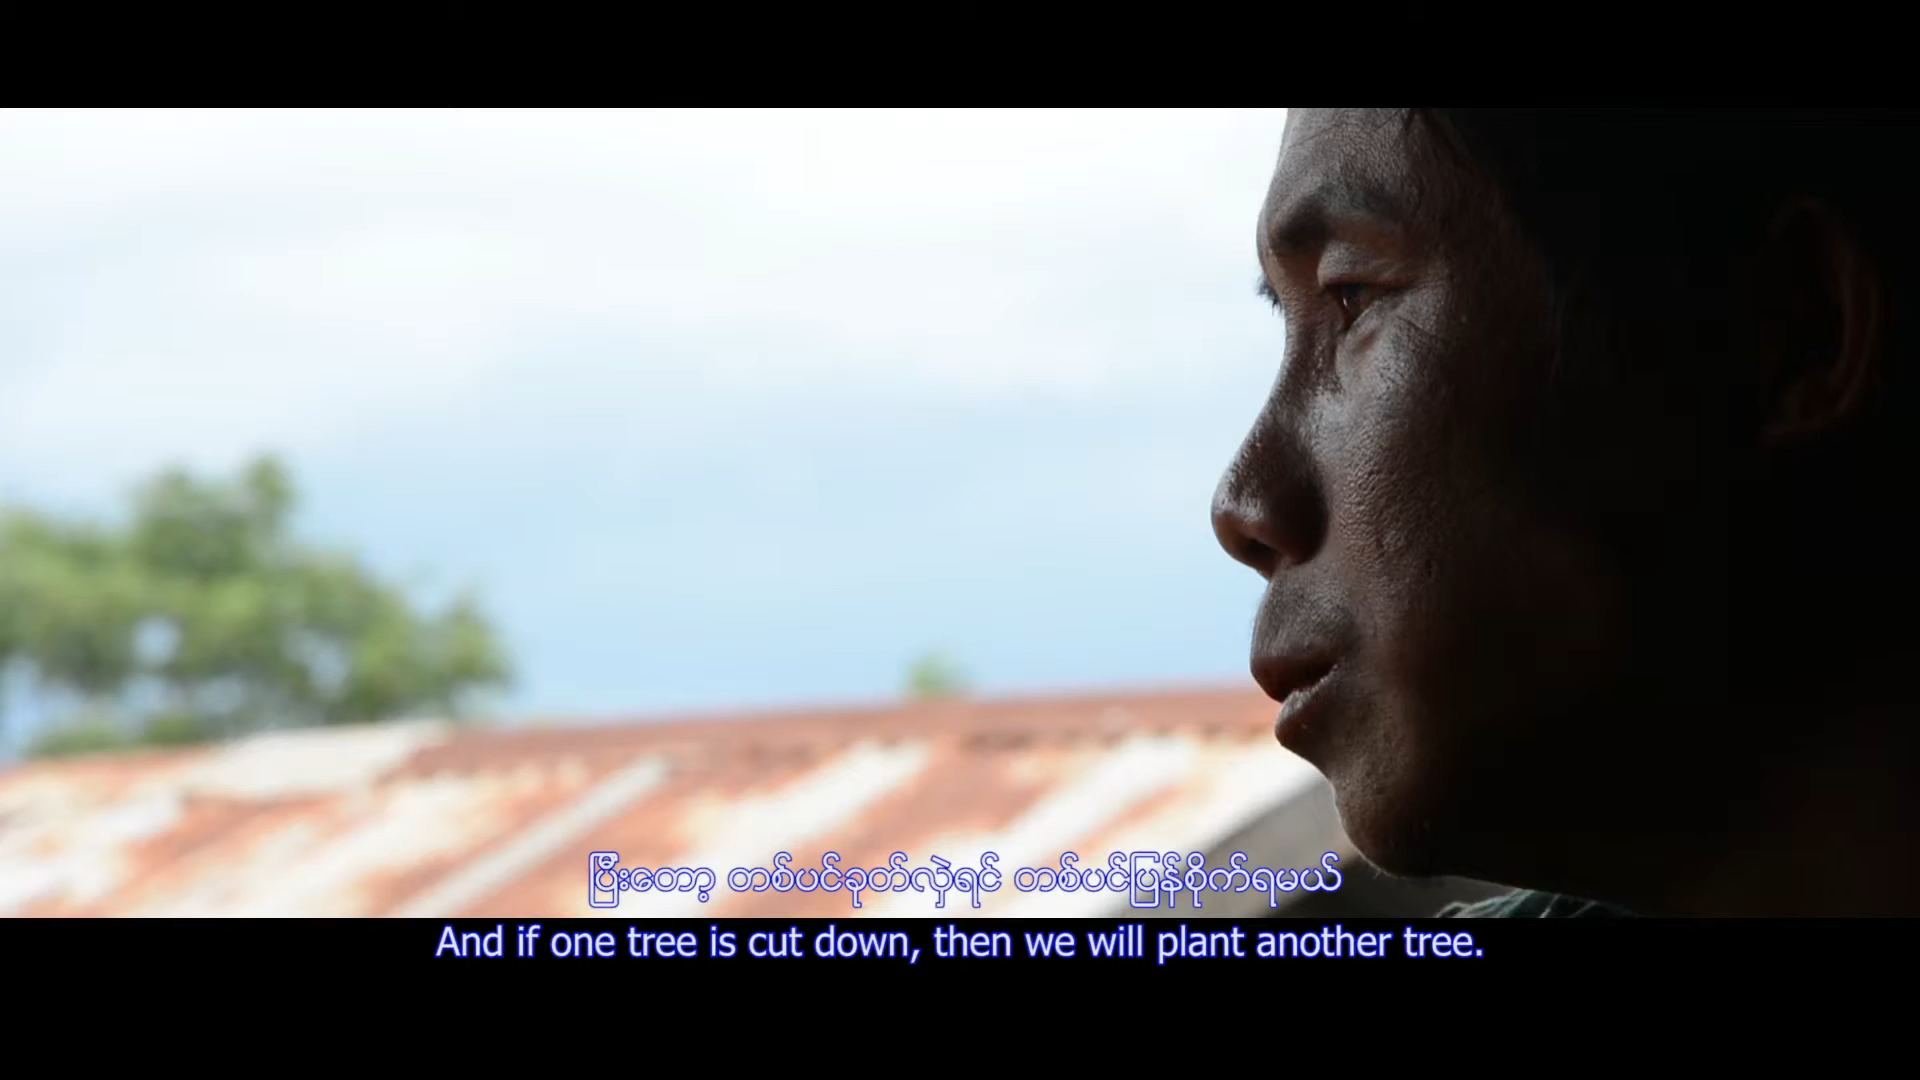 ပြီးတော့ တစ်ပင်ခုတ်လှဲရင် တစ်ပင်ပြန်စိုက်ရမယ်
And if one tree is cut down, then we will plant another tree.